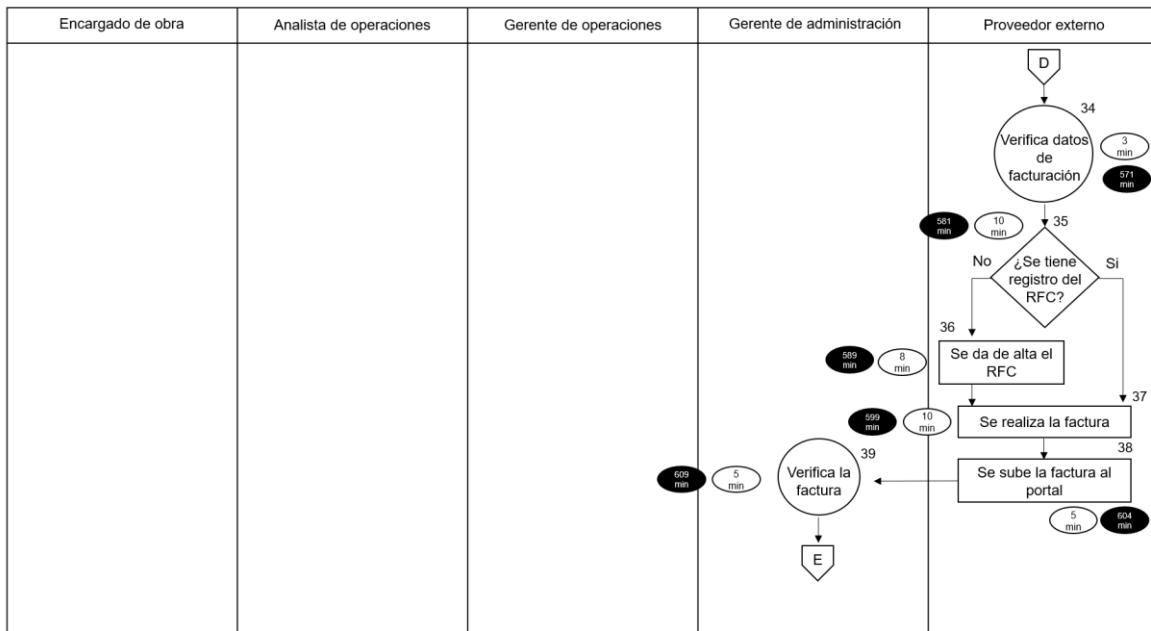 Encargado de obra
Analista de operaciones
Gerente de operaciones
Gerente de administración
Proveedor externo
D
34
Verifica datos
de
facturación
3
min
571
min
35
581
min
10
min
No
¿Se tiene
registro del
RFC?
Si
36
Se da de alta el
RFC
589
min
8
min
37
Se realiza la factura
599
min
10
min
38
Se sube la factura al
portal
5
min
604
min
39
Verifica la
factura
609
min
5
min
E